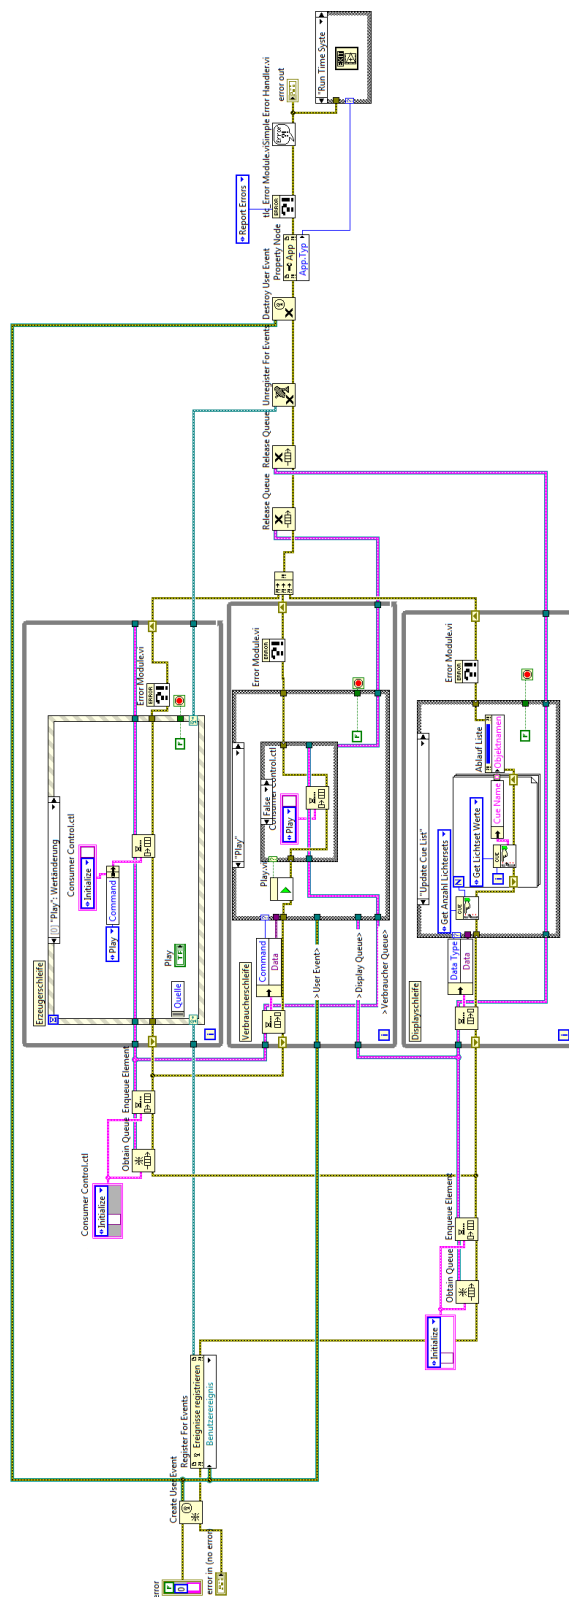 error
error in (no error)
Create User Event
Register For Events
Ereignisse registrieren
Benutzerereignis
Consumer Control.ctl
Initialize
Obtain Queue
Enqueue Element
Initialize
Obtain Queue
Enqueue Element
Erzeugerschleife
[0] "Play": Wertänderung
Quelle
Play
TF
Consumer Control.ctl
Initialize
Play
Command
Error Module.vi
F
i
Verbraucherschleife
"Play"
Command
Data
> User Event>
> Display Queue>
>Verbraucher Queue>
Play.vi
False
Consumer Control.ctl
Play
Error Module.vi
F
i
Displayschleife
"Update Cue List"
Data Type
Data
Get Anzahl Lichtersets
CUE
N
Get Lichtset Werte
CUE
i
Cue Name
Ablauf Liste
Objektnamen
Error Module.vi
F
i
Release Queue
Release Queue
Unregister For Events
Destroy User Event
Property Node
App
App.Typ
Report Errors
tld_Error Module.vi
ERROR
Simple Error Handler.vi
error out
"Run Time Syste